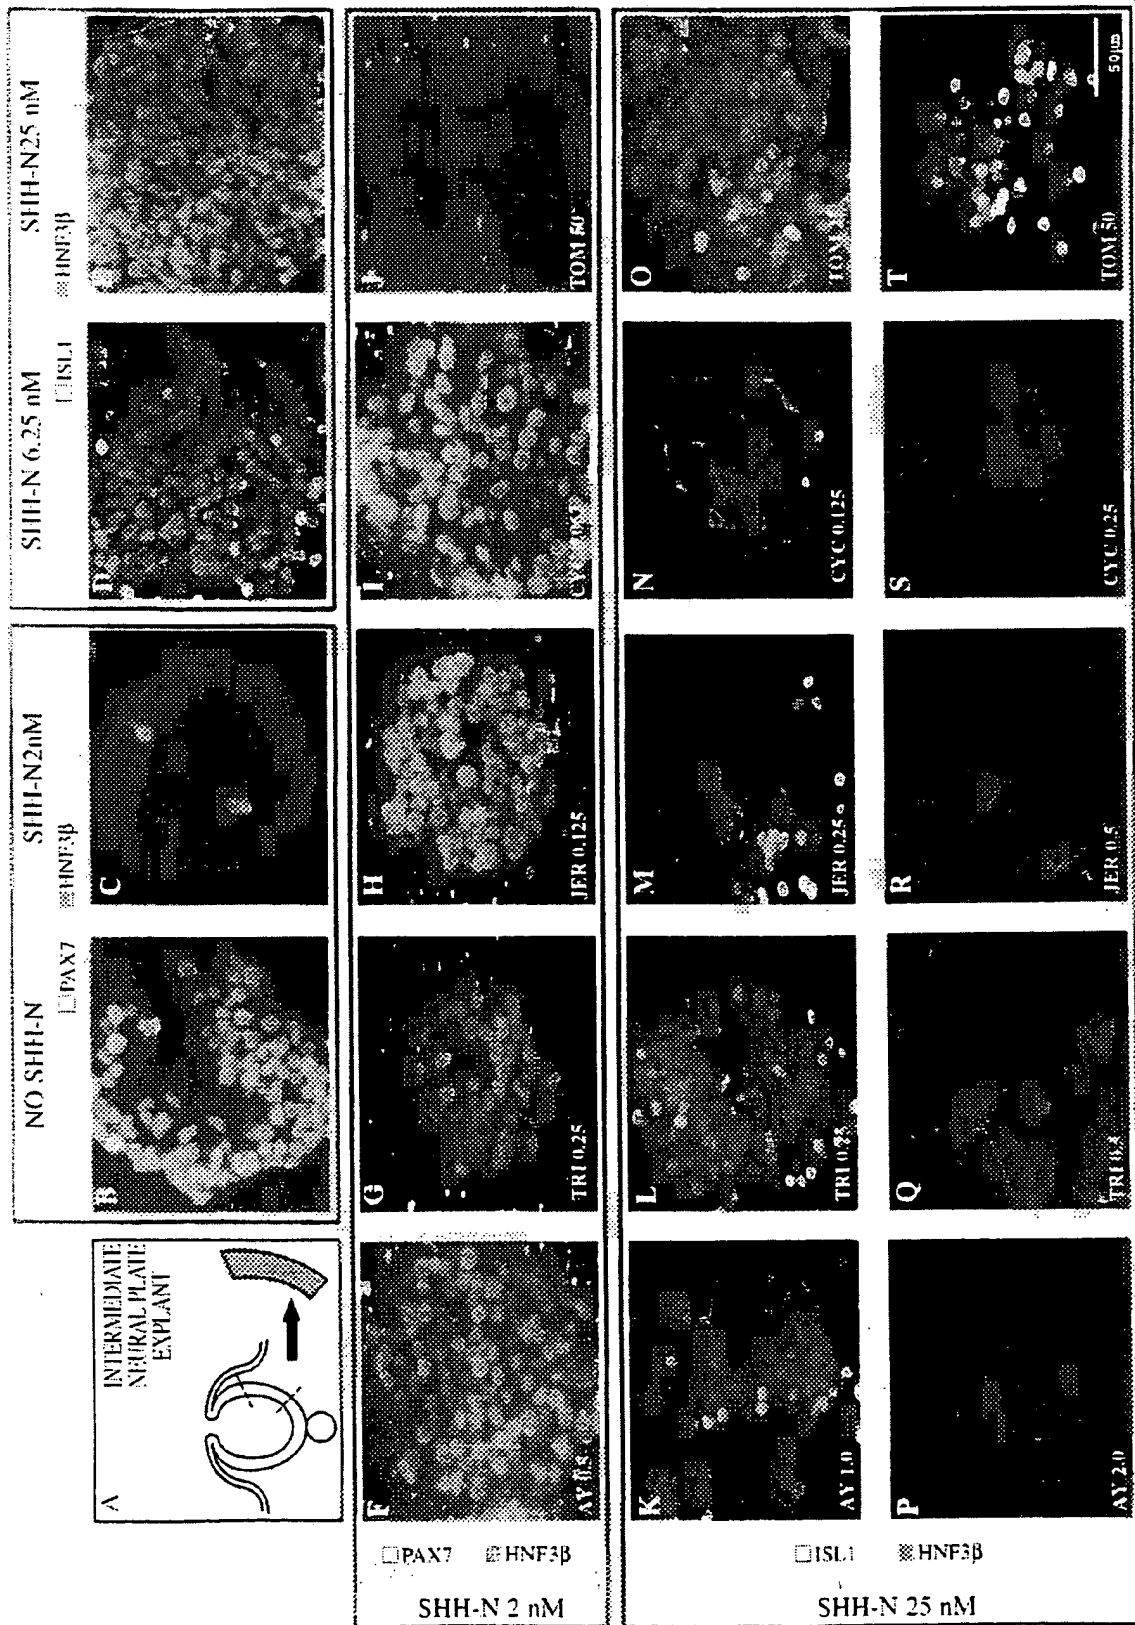 NO SHH-N
SHH-N2nM
SHH-N 6.25 nM
SHH-N25 nM
PAX7
HNF3β
ISL1
HNF3β
A
INTERMEDIATE
NEURAL PLATE
EXPLANT
B
C
D
PAX7
HNF3β
SHH-N 2 nM
F
AY 0.5
G
TRI 0.25
H
JER 0.125
I
CYC
J
TOM 50
ISL1
HNF3β
SHH-N 25 nM
K
AY 1.0
L
TRI
M
JER 0.25
N
CYC 0.125
O
TOM
P
AY 2.0
Q
TRI
R
JER 0.5
S
CYC 0.25
T
TOM 50
50µm